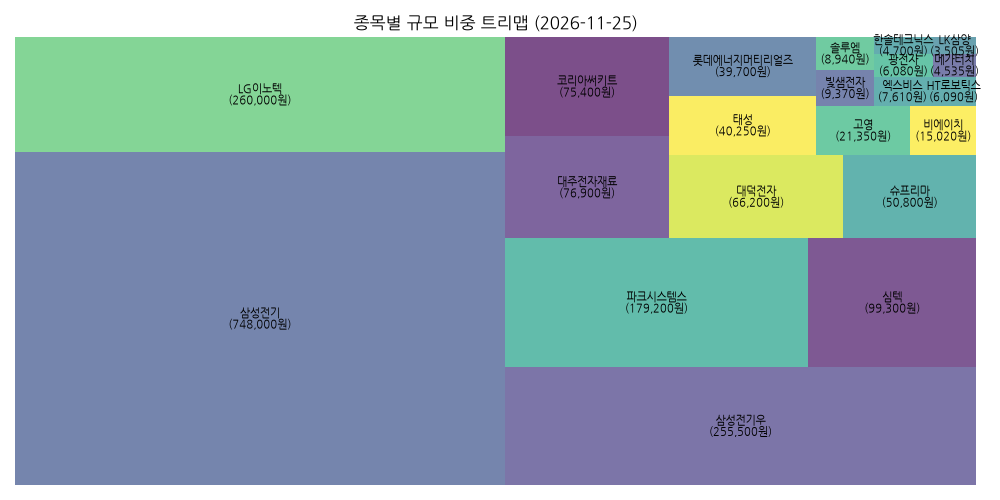 종목별 규모 비중 트리맵 (2026-11-25)
LG이노텍
(260,000원)
삼성전기
(748,000원)
코리아써키트
(75,400원)
대주전자재료
(76,900원)
롯데에너지머티리얼즈
(39,700원)
태성
(40,250원)
대덕전자
(66,200원)
슈프리마
(50,800원)
솔루엠
(8,940원)
빛샘전자
(9,370원)
한솔테크닉스
(4,700원)
LK삼양
(3,505원)
광전자
(6,080원)
메가터치
(4,535원)
엑스비스
(7,610원)
HT로보틱스
(6,090원)
고영
(21,350원)
비에이치
(15,020원)
파크시스템스
(179,200원)
심텍
(99,300원)
삼성전기우
(255,500원)